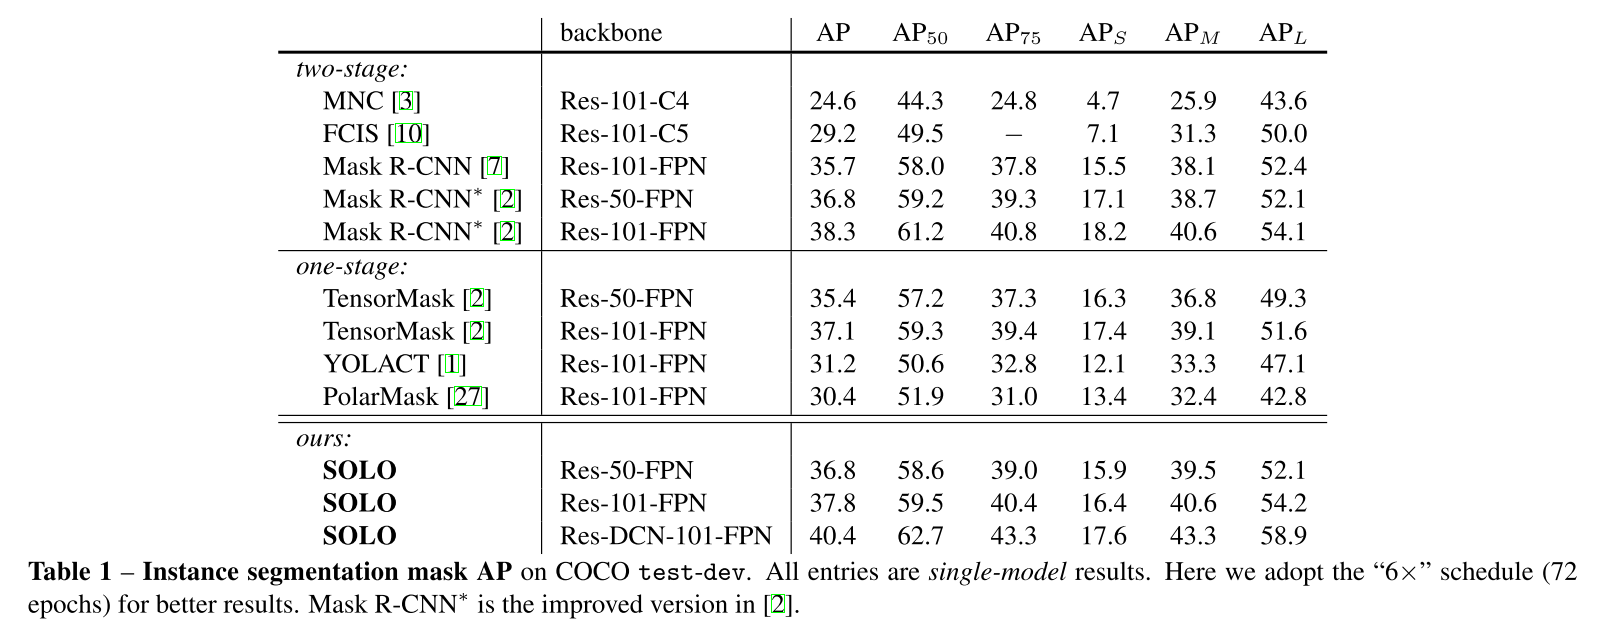 backbone AP AP50 AP75 APS APM APL
two-stage:
MNC [3] Res-101-C4 24.6 44.3 24.8 4.7 25.9 43.6
FCIS [10] Res-101-C5 29.2 49.5 − 7.1 31.3 50.0
Mask R-CNN [7] Res-101-FPN 35.7 58.0 37.8 15.5 38.1 52.4
Mask R-CNN* [2] Res-50-FPN 36.8 59.2 39.3 17.1 38.7 52.1
Mask R-CNN* [2] Res-101-FPN 38.3 61.2 40.8 18.2 40.6 54.1
one-stage:
TensorMask [2] Res-50-FPN 35.4 57.2 37.3 16.3 36.8 49.3
TensorMask [2] Res-101-FPN 37.1 59.3 39.4 17.4 39.1 51.6
YOLACT [1] Res-101-FPN 31.2 50.6 32.8 12.1 33.3 47.1
PolarMask [27] Res-101-FPN 30.4 51.9 31.0 13.4 32.4 42.8
ours:
SOLO Res-50-FPN 36.8 58.6 39.0 15.9 39.5 52.1
SOLO Res-101-FPN 37.8 59.5 40.4 16.4 40.6 54.2
SOLO Res-DCN-101-FPN 40.4 62.7 43.3 17.6 43.3 58.9
Table 1 – Instance segmentation mask AP on COCO test-dev. All entries are single-model results. Here we adopt the “6×” schedule (72
epochs) for better results. Mask R-CNN* is the improved version in [2].